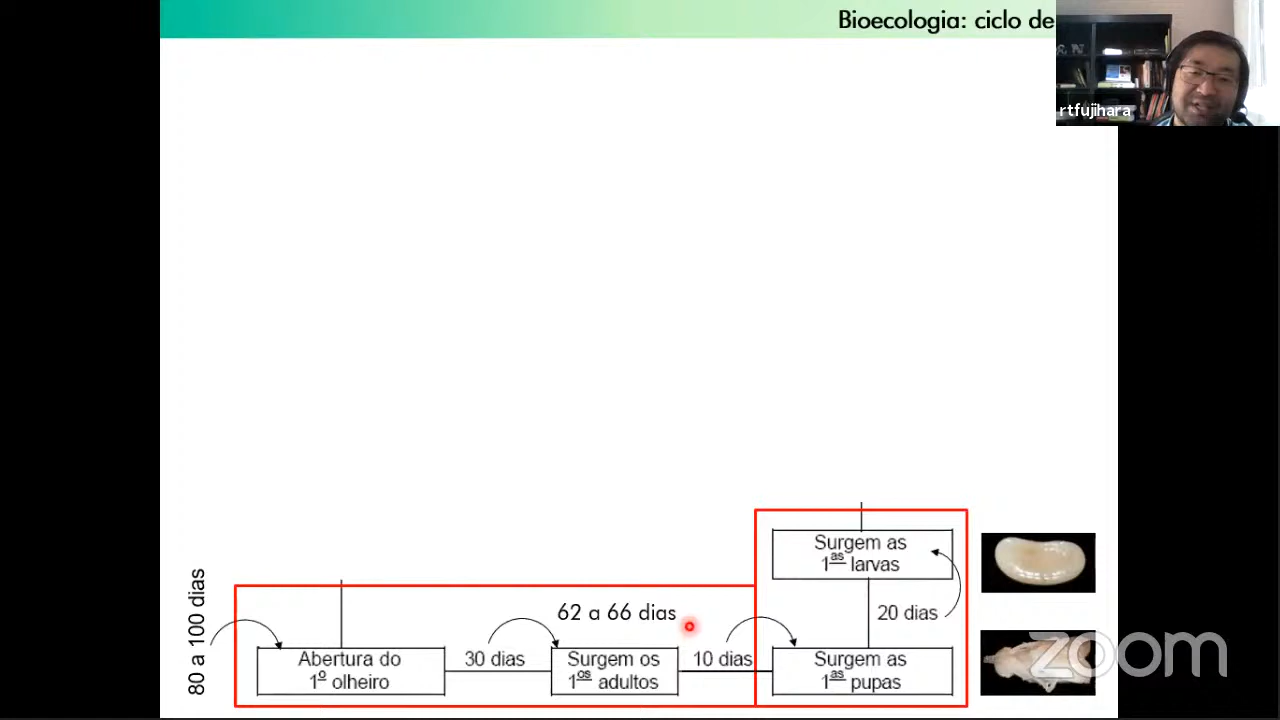 Bioecologia: ciclo de
rtfujihara
80 a 100 dias
Surgem as
1as larvas
62 a 66 dias
20 dias
Abertura do
1º olheiro
30 dias
Surgem os
1os adultos
10 dias
Surgem as
1as pupas
zoom